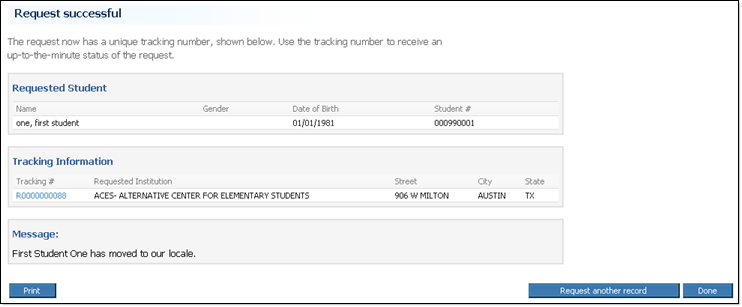 Request successful
The request now has a unique tracking number, shown below. Use the tracking number to receive an
up-to-the-minute status of the request.
Requested Student
Name Gender Date of Birth Student #
one, first student 01/01/1981 000990001
Tracking Information
Tracking # Requested Institution Street City State
R0000000088 ACES- ALTERNATIVE CENTER FOR ELEMENTARY STUDENTS 906 W MILTON AUSTIN TX
Message:
First Student One has moved to our locale.
Print Request another record Done